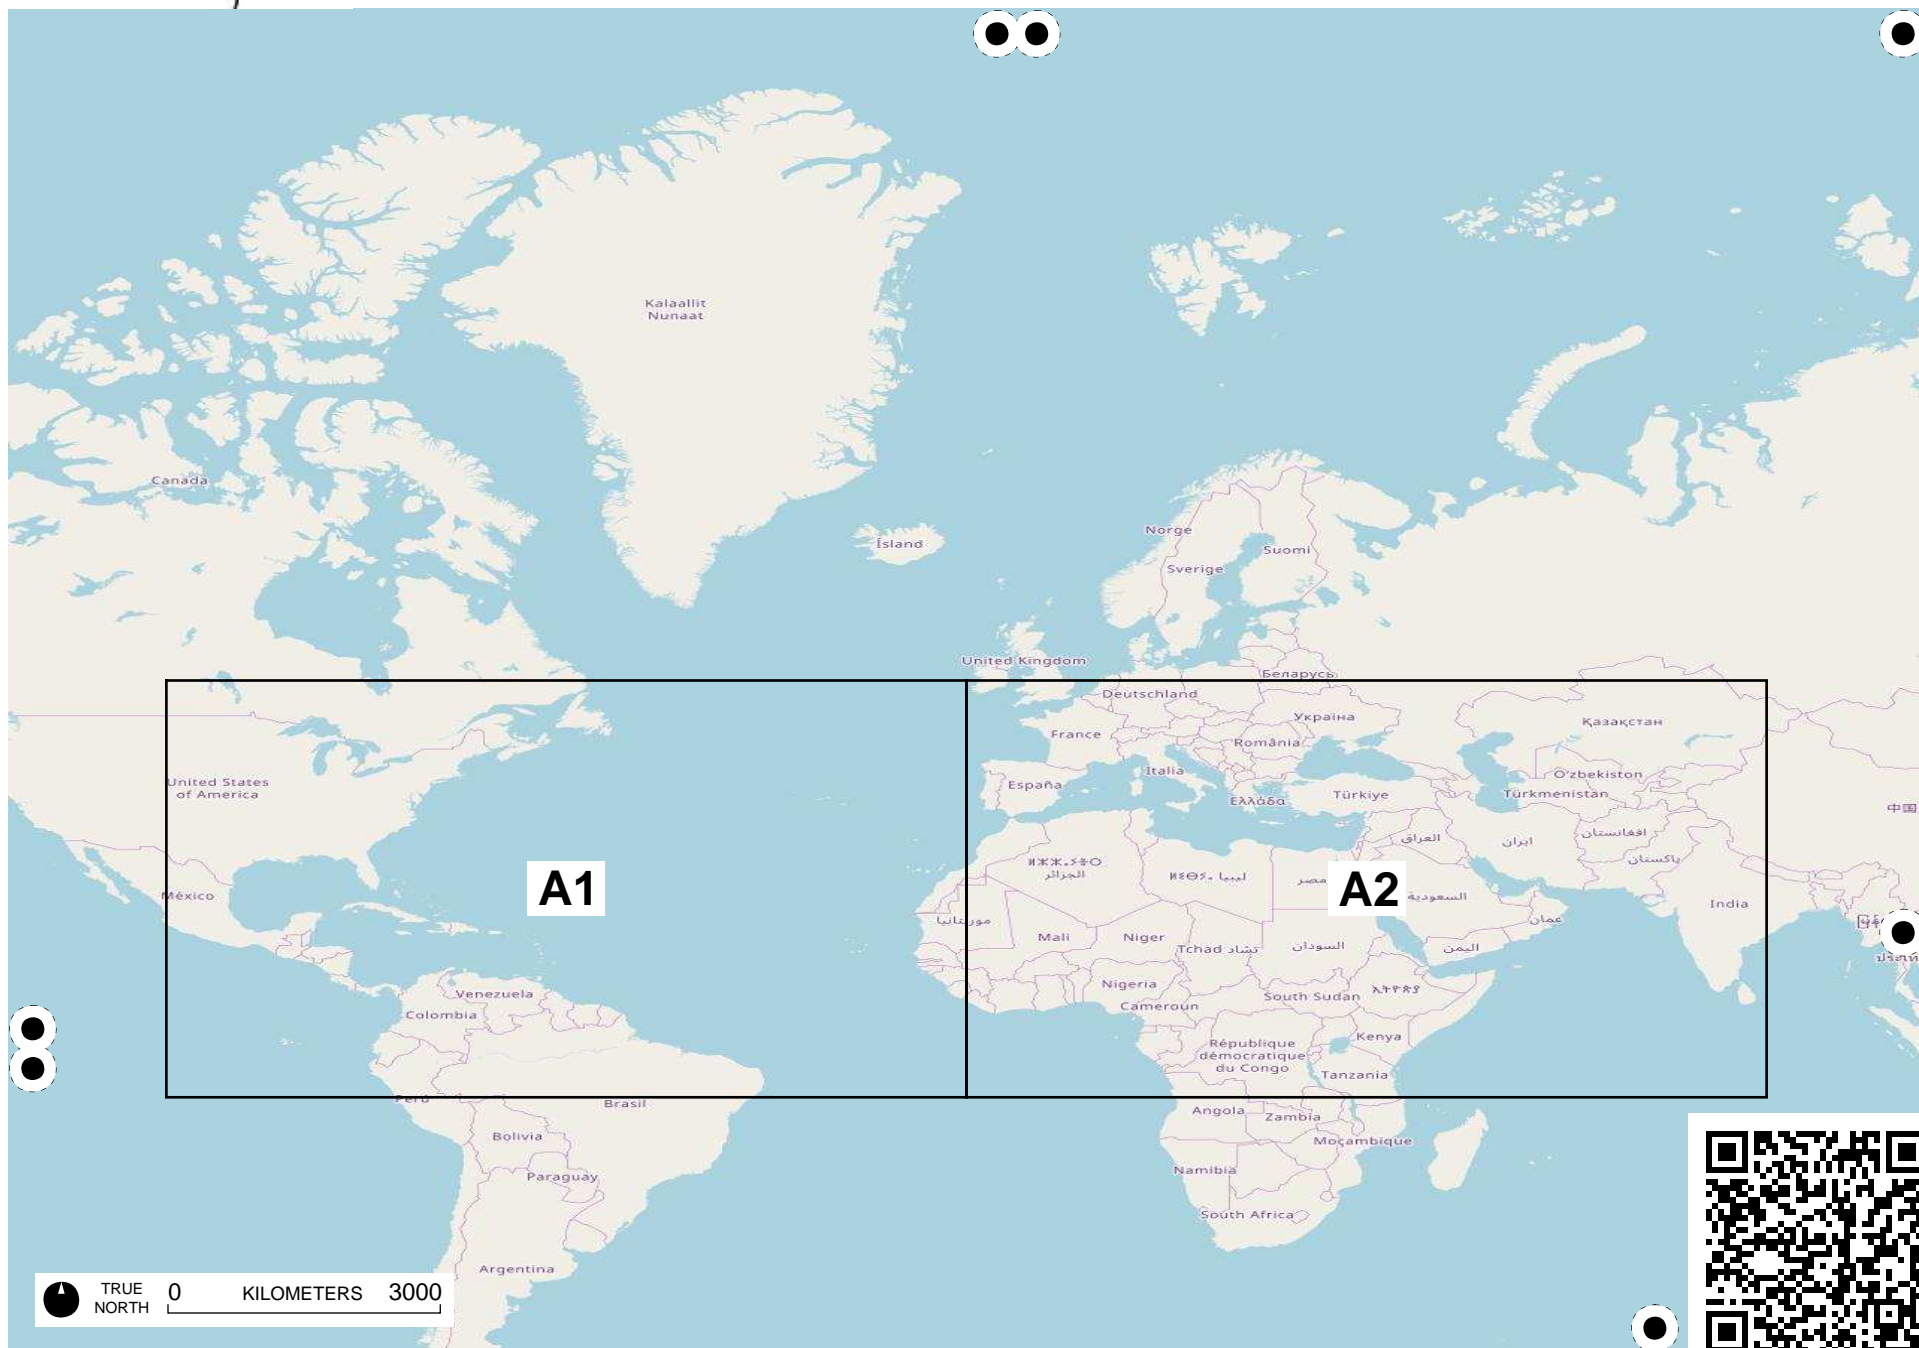 Kalaallit
Nunaat
Canada
Ísland
Norge
Suomi
Sverige
United Kingdom
Беларусь
Deutschland
Україна
Қазақстан
France
România
United States
of America
España
Italia
Ελλάδα
Türkiye
Oʻzbekiston
Türkmenistan
中国
افغانستان
العراق
ایران
پاکستان
الجزائر
ليبيا
مصر
السعودية
A1
A2
México
India
موريتانيا
عمان
Mali
Niger
Tchad تشاد
السودان
اليمن
Venezuela
Nigeria
South Sudan
Cameroun
Colombia
Kenya
République
démocratique
du Congo
Tanzania
Perú
Brasil
Angola
Zambia
Bolivia
Moçambique
Paraguay
Namibia
South Africa
Argentina
TRUE
NORTH
0 KILOMETERS 3000